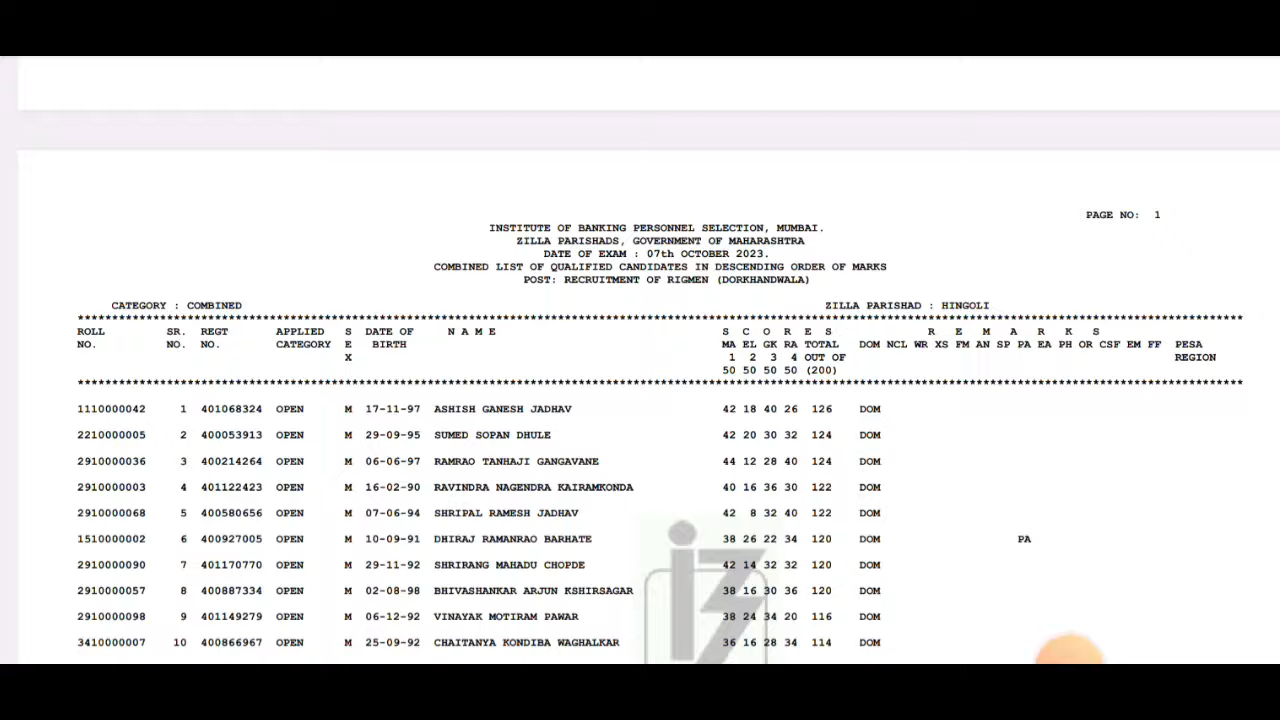 PAGE NO: 1
INSTITUTE OF BANKING PERSONNEL SELECTION, MUMBAI.
ZILLA PARISHADS, GOVERNMENT OF MAHARASHTRA
DATE OF EXAM : 07th OCTOBER 2023.
COMBINED LIST OF QUALIFIED CANDIDATES IN DESCENDING ORDER OF MARKS
POST: RECRUITMENT OF RIGMEN (DORKHANDWALA)
CATEGORY : COMBINED ZILLA PARISHAD : HINGOLI
************************************************************************************************************************************************************************
ROLL SR. REGT APPLIED S DATE OF N A M E S C O R E S R E M A R K S
NO. NO. NO. CATEGORY E BIRTH MA EL GK RA TOTAL DOM NCL WR XS FM AN SP PA EA PH OR CSF EM FF PESA
X 1 2 3 4 OUT OF REGION
50 50 50 50 (200)
************************************************************************************************************************************************************************
1110000042 1 401068324 OPEN M 17-11-97 ASHISH GANESH JADHAV 42 18 40 26 126 DOM
2210000005 2 400053913 OPEN M 29-09-95 SUMED SOPAN DHULE 42 20 30 32 124 DOM
2910000036 3 400214264 OPEN M 06-06-97 RAMRAO TANHAJI GANGAVANE 44 12 28 40 124 DOM
2910000003 4 401122423 OPEN M 16-02-90 RAVINDRA NAGENDRA KAIRAMKONDA 40 16 36 30 122 DOM
2910000068 5 400580656 OPEN M 07-06-94 SHRIPAL RAMESH JADHAV 42 8 32 40 122 DOM
1510000002 6 400927005 OPEN M 10-09-91 DHIRAJ RAMANRAO BARHATE 38 26 22 34 120 DOM PA
2910000090 7 401170770 OPEN M 29-11-92 SHRIRANG MAHADU CHOPDE 42 14 32 32 120 DOM
2910000057 8 400887334 OPEN M 02-08-98 BHIVASHANKAR ARJUN KSHIRSAGAR 38 16 30 36 120 DOM
2910000098 9 401149279 OPEN M 06-12-92 VINAYAK MOTIRAM PAWAR 38 24 34 20 116 DOM
3410000007 10 400866967 OPEN M 25-09-92 CHAITANYA KONDIBA WAGHALKAR 36 16 28 34 114 DOM